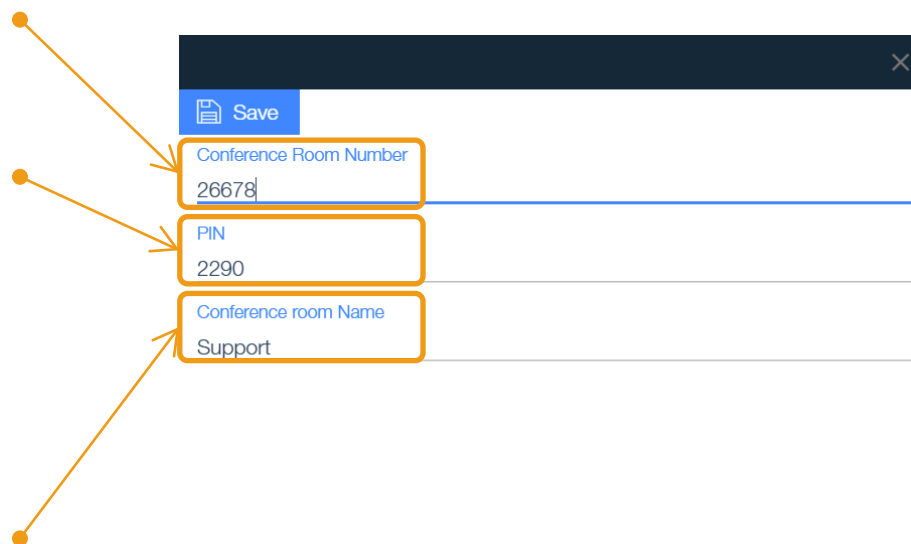 Save
Conference Room Number
26678
PIN
2290
Conference room Name
Support